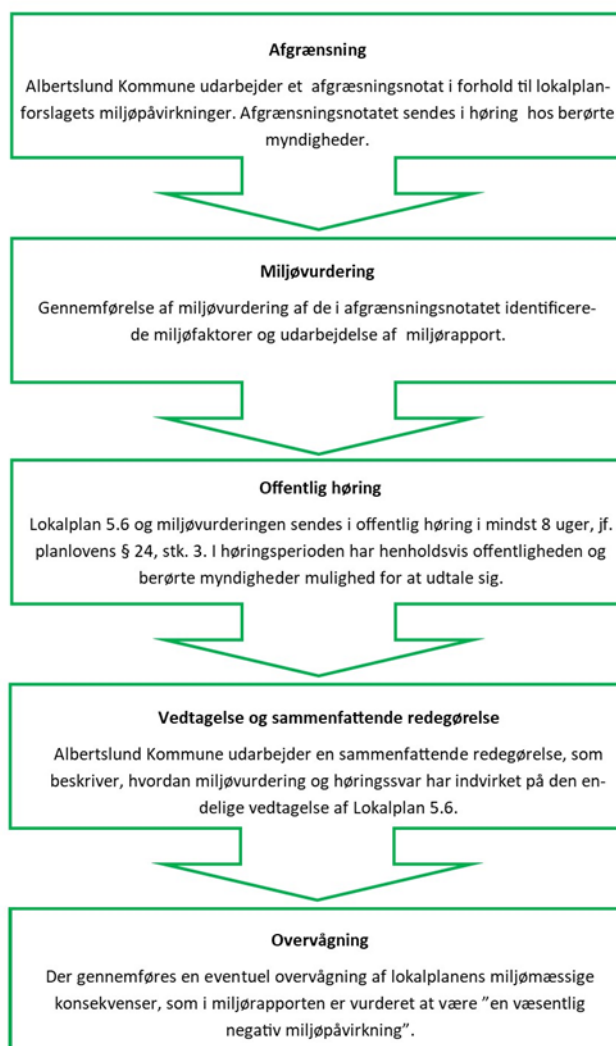 Afgrænsning
Albertslund Kommune udarbejder et afgræsningsnotat i forhold til lokalplan-
forslagets miljøpåvirkninger. Afgrænsningsnotatet sendes i høring hos berørte
myndigheder.
Miljøvurdering
Gennemførelse af miljøvurdering af de i afgrænsningsnotatet identificere-
de miljøfaktorer og udarbejdelse af miljørapport.
Offentlig høring
Lokalplan 5.6 og miljøvurderingen sendes i offentlig høring i mindst 8 uger, jf.
planlovens § 24, stk. 3. I høringsperioden har henholdsvis offentligheden og
berørte myndigheder mulighed for at udtale sig.
Vedtagelse og sammenfattende redegørelse
Albertslund Kommune udarbejder en sammenfattende redegørelse, som
beskriver, hvordan miljøvurdering og høringssvar har indvirket på den en-
delige vedtagelse af Lokalplan 5.6.
Overvågning
Der gennemføres en eventuel overvågning af lokalplanens miljømæssige
konsekvenser, som i miljørapporten er vurderet at være ”en væsentlig
negativ miljøpåvirkning”.